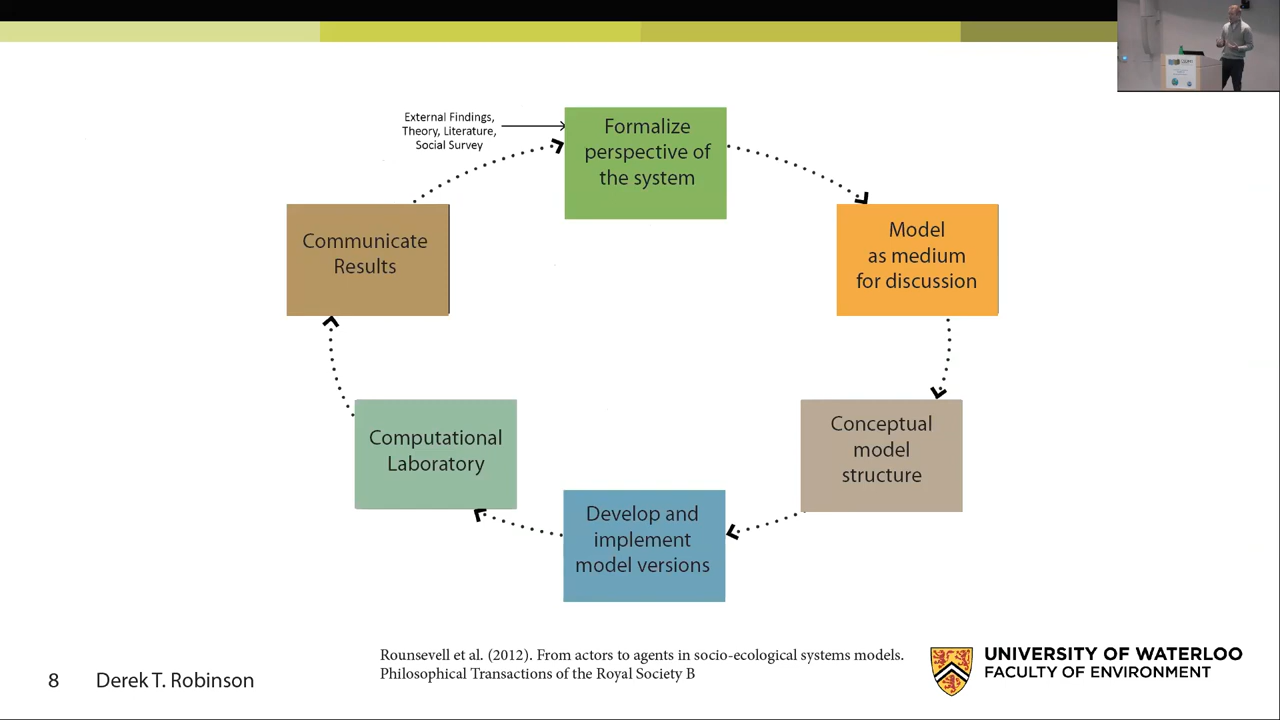 External Findings,
Theory, Literature,
Social Survey
Formalize
perspective of
the system
Model
as medium
for discussion
Conceptual
model
structure
Develop and
implement
model versions
Computational
Laboratory
Communicate
Results
Rounsevell et al. (2012). From actors to agents in socio-ecological systems models.
Philosophical Transactions of the Royal Society B
8 Derek T. Robinson
UNIVERSITY OF WATERLOO
FACULTY OF ENVIRONMENT